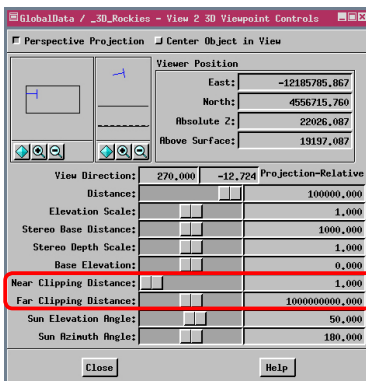 GlobalData / _3D_Rockies - View 2 3D Viewpoint Controls
Perspective Projection Center Object in View
Viewer Position
East: -12185785.867
North: 4556715.760
Absolute Z: 22026.087
Above Surface: 19197.087
View Direction: 270.000 -12.724 Projection-Relative
Distance: 100000.000
Elevation Scale: 1.000
Stereo Base Distance: 1000.000
Stereo Depth Scale: 1.000
Base Elevation: 0.000
Near Clipping Distance: 1.000
Far Clipping Distance: 1000000000.000
Sun Elevation Angle: 50.000
Sun Azimuth Angle: 180.000
Close Help